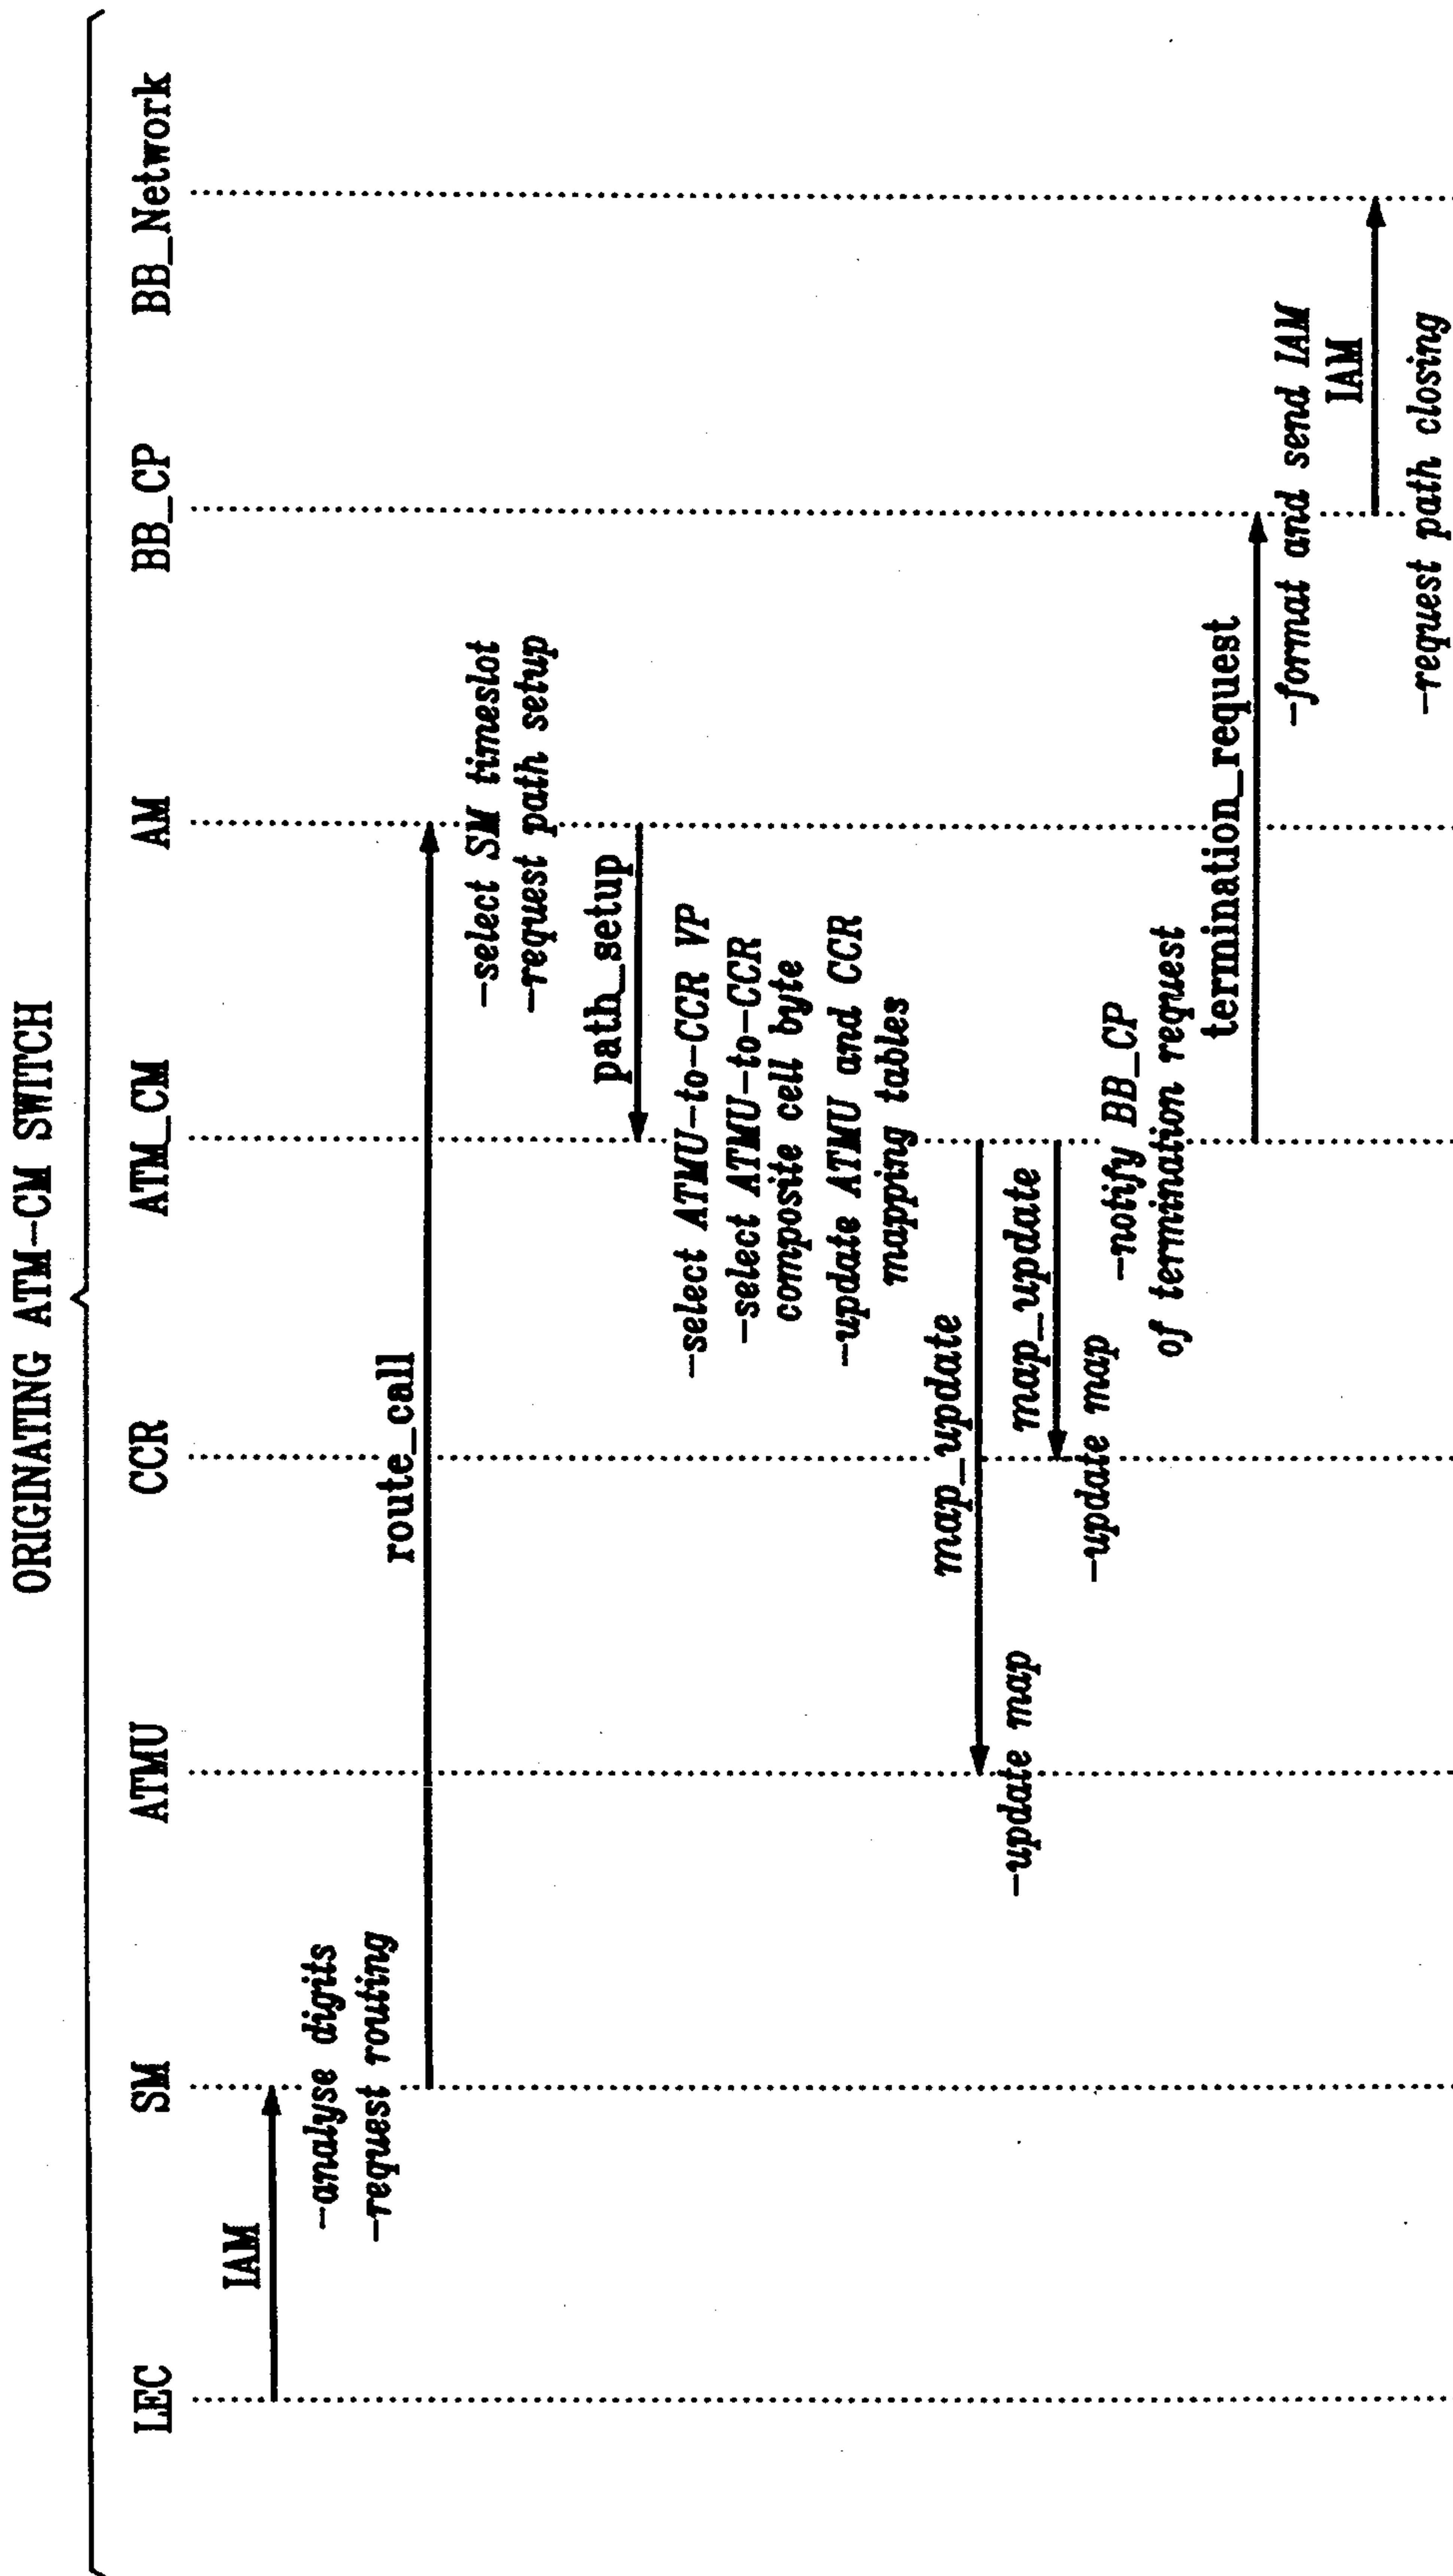 ORIGINATING ATM-CM SWITCH
LEC SM ATMU CCR ATM_CM AM BB_CP BB_Network
IAM
-analyse digits
-request routing
route_call
-select SM timeslot
-request path setup
path_setup
-select ATMU-to-CCR VP
-select ATMU-to-CCR
composite cell byte
-update ATMU and CCR
mapping tables
map_update
-update map
map_update
-update map
-notify BB_CP
of termination request
termination_request
-format and send IAM
IAM
-request path closing